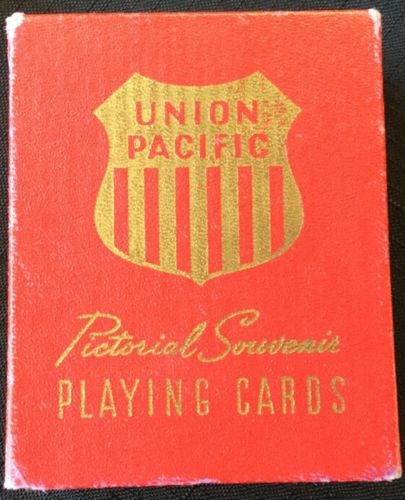 UNION
PACIFIC
Pictorial Souvenir
PLAYING CARDS